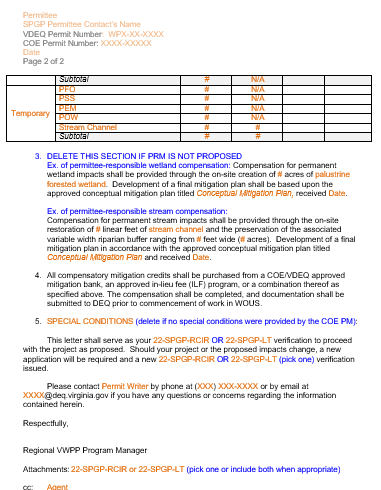 Permittee
SPGP Permittee Contact's Name
VDEQ Permit Number: WPX-XX-XXXX
COE Permit Number: XXXX-XXXXX
Date
Page 2 of 2
Subtotal # N/A
Temporary
PFO # N/A
PSS # N/A
PEM # N/A
POW # N/A
Stream Channel # #
Subtotal # #
3. DELETE THIS SECTION IF PRM IS NOT PROPOSED
Ex. of permittee-responsible wetland compensation: Compensation for permanent
wetland impacts shall be provided through the on-site creation of # acres of palustrine
forested wetland. Development of a final mitigation plan shall be based upon the
approved conceptual mitigation plan titled Conceptual Mitigation Plan, received Date.
Ex. of permittee-responsible stream compensation:
Compensation for permanent stream impacts shall be provided through the on-site
restoration of # linear feet of stream channel and the preservation of the associated
variable width riparian buffer ranging from # feet wide (# acres). Development of a final
mitigation plan in accordance with the approved conceptual mitigation plan titled
Conceptual Mitigation Plan and received Date.
4. All compensatory mitigation credits shall be purchased from a COE/VDEQ approved
mitigation bank, an approved in-lieu fee (ILF) program, or a combination thereof as
specified above. The compensation shall be completed, and documentation shall be
submitted to DEQ prior to commencement of work in WOUS.
5. SPECIAL CONDITIONS (delete if no special conditions were provided by the COE PM):
This letter shall serve as your 22-SPGP-RCIR OR 22-SPGP-LT verification to proceed
with the project as proposed. Should your project or the proposed impacts change, a new
application will be required and a new 22-SPGP-RCIR OR 22-SPGP-LT (pick one) verification
issued.
Please contact Permit Writer by phone at (XXX) XXX-XXXX or by email at
XXXX@deq.virginia.gov if you have any questions or concerns regarding the information
contained herein.
Respectfully,
Regional VWPP Program Manager
Attachments: 22-SPGP-RCIR or 22-SPGP-LT (pick one or include both when appropriate)
cc: Agent